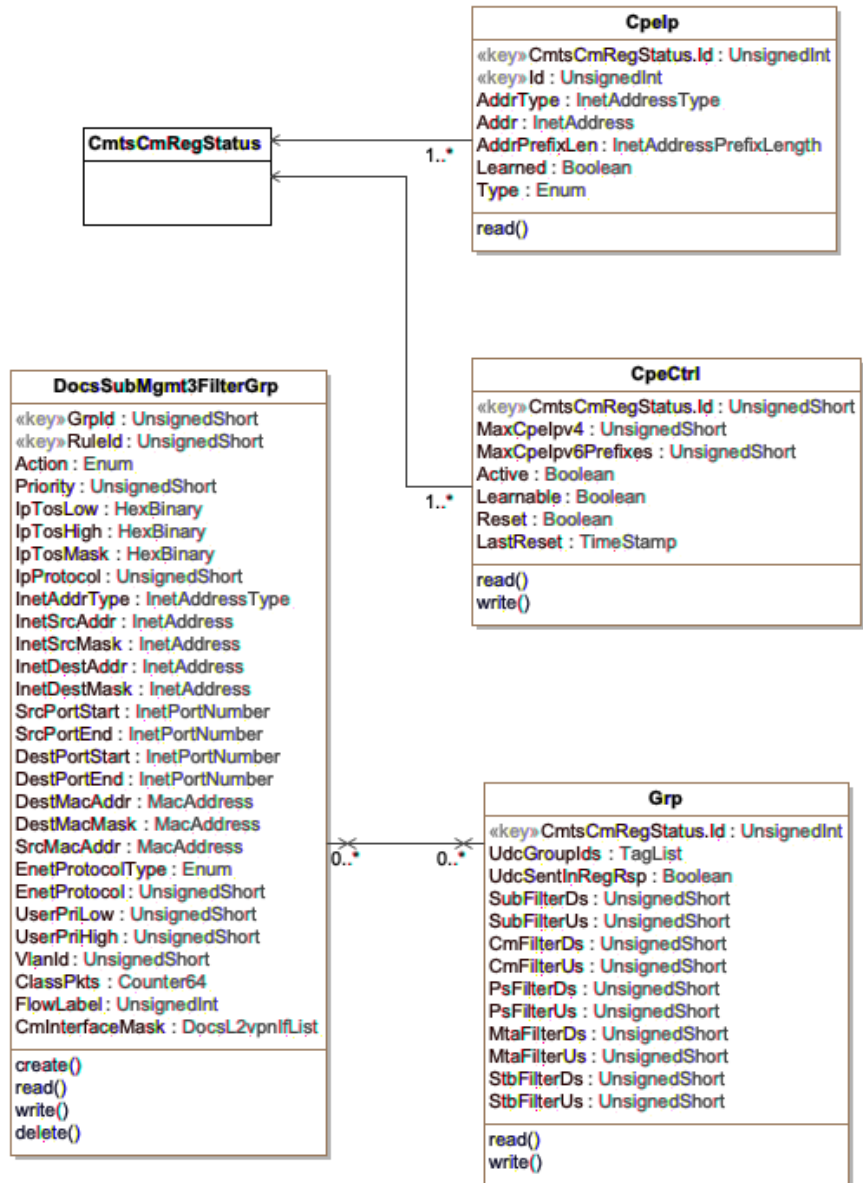 CpeIp
«key»CmtsCmRegStatus.Id : UnsignedInt
«key»Id : UnsignedInt
AddrType : InetAddressType
Addr : InetAddress
AddrPrefixLen : InetAddressPrefixLength
Learned : Boolean
Type : Enum
read()
CmtsCmRegStatus
1..*
1..*
CpeCtrl
«key»CmtsCmRegStatus.Id : UnsignedShort
MaxCpeIpv4 : UnsignedShort
MaxCpeIpv6Prefixes : UnsignedShort
Active : Boolean
Learnable : Boolean
Reset : Boolean
LastReset : TimeStamp
read()
write()
DocsSubMgmt3FilterGrp
«key»GrpId : UnsignedShort
«key»RuleId : UnsignedShort
Action : Enum
Priority : UnsignedShort
IpTosLow : HexBinary
IpTosHigh : HexBinary
IpTosMask : HexBinary
IpProtocol : UnsignedShort
InetAddrType : InetAddressType
InetSrcAddr : InetAddress
InetSrcMask : InetAddress
InetDestAddr : InetAddress
InetDestMask : InetAddress
SrcPortStart : InetPortNumber
SrcPortEnd : InetPortNumber
DestPortStart : InetPortNumber
DestPortEnd : InetPortNumber
DestMacAddr : MacAddress
DestMacMask : MacAddress
SrcMacAddr : MacAddress
EnetProtocolType : Enum
EnetProtocol : UnsignedShort
UserPriLow : UnsignedShort
UserPriHigh : UnsignedShort
VlanId : UnsignedShort
ClassPkts : Counter64
FlowLabel : UnsignedInt
CmInterfaceMask : DocsL2vpnIfList
create()
read()
write()
delete()
0..*
0..*
Grp
«key»CmtsCmRegStatus.Id : UnsignedInt
UdcGroupIds : TagList
UdcSentInRegRsp : Boolean
SubFilterDs : UnsignedShort
SubFilterUs : UnsignedShort
CmFilterDs : UnsignedShort
CmFilterUs : UnsignedShort
PsFilterDs : UnsignedShort
PsFilterUs : UnsignedShort
MtaFilterDs : UnsignedShort
MtaFilterUs : UnsignedShort
StbFilterDs : UnsignedShort
StbFilterUs : UnsignedShort
read()
write()